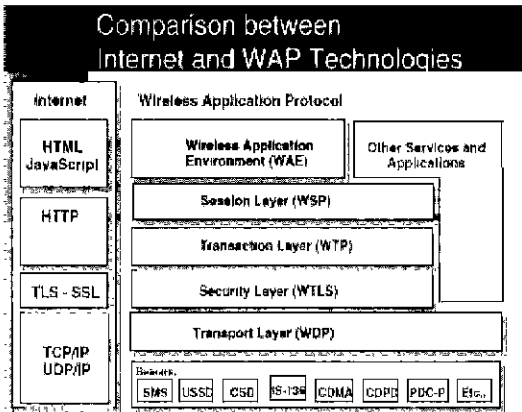 Comparison between
Internet and WAP Technologies
Internet
Wireless Application Protocol
HTML
JavaScript
Wireless Application
Environment (WAE)
Other Services and
Applications
HTTP
Session Layer (WSP)
Transaction Layer (WTP)
TLS - SSL
Security Layer (WTLS)
Transport Layer (WDP)
TCP/IP
UDP/IP
Bearers:
SMS USSD CSD IS-136 CDMA CDPD PDC-P Etc..